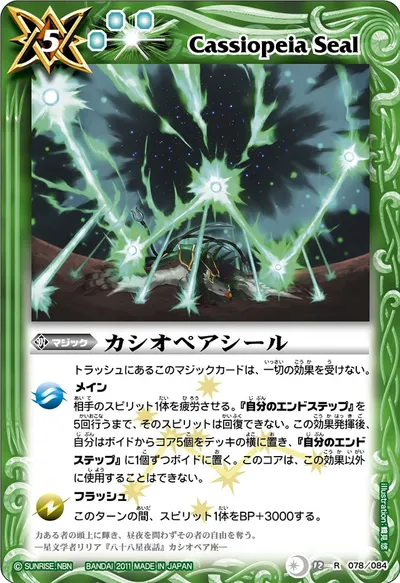 5
Cassiopeia Seal
マジック
カシオペアシール
トラッシュにあるこのマジックカードは、一切の効果を受けない。
メイン
相手のスピリット1体を疲労させる。『自分のエンドステップ』を
5回行うまで、そのスピリットは回復できない。この効果発揮後、
自分はボイドからコア5個をデッキの横に置き、『自分のエンド
ステップ』に1個ずつボイドに置く。このコアは、この効果以外
に使用することはできない。
フラッシュ
このターンの間、スピリット1体をBP+3000する。
力ある者の頭上に輝き、昼夜を問わずその者の自由を奪う。
―星文学者リリア『八十八星夜話』カシオペア座―
illustration・鶴見 悠
©SUNRISE・NBN BANDAI 2011 MADE IN JAPAN R 078/084